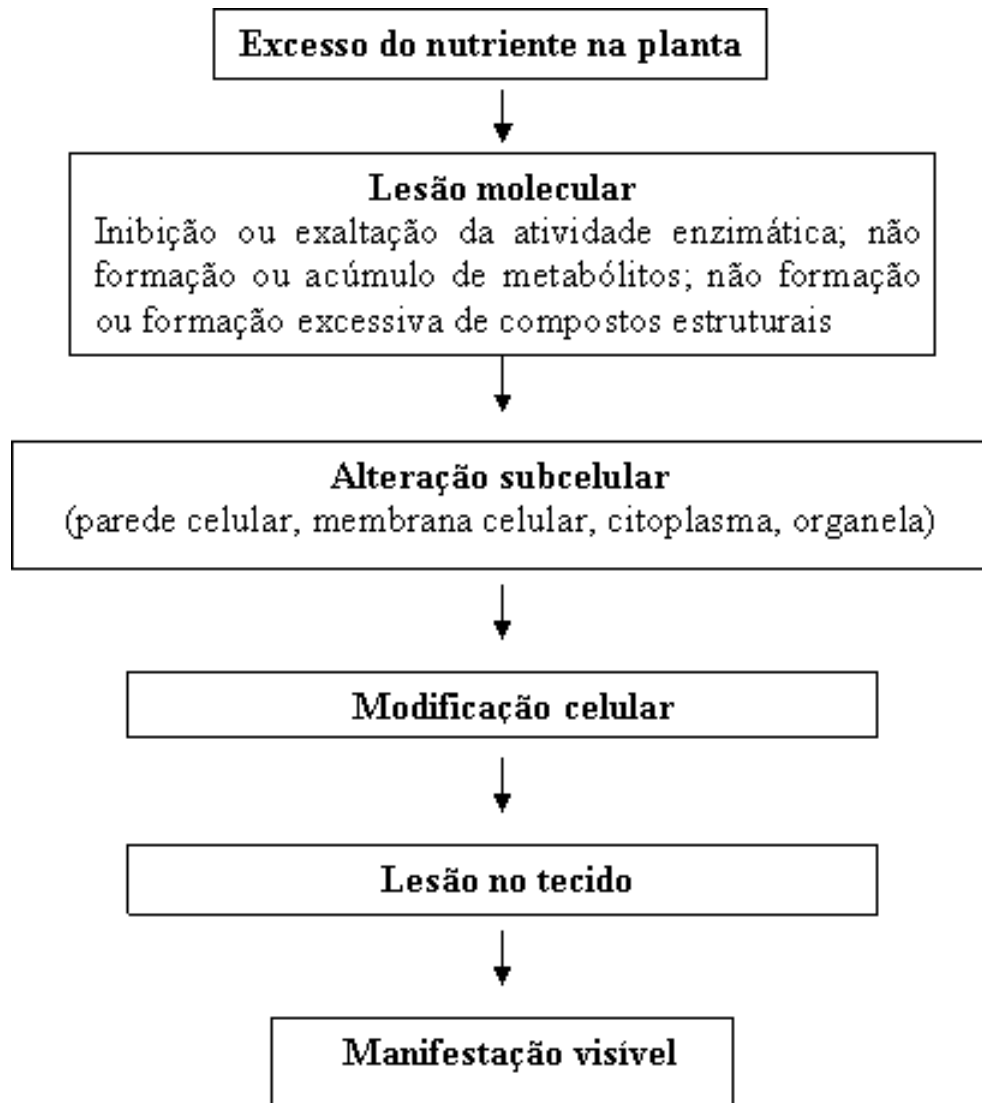 Excesso do nutriente na planta
Lesão molecular
Inibição ou exaltação da atividade enzimática; não
formação ou acúmulo de metabólitos; não formação
ou formação excessiva de compostos estruturais
Alteração subcelular
(parede celular, membrana celular, citoplasma, organela)
Modificação celular
Lesão no tecido
Manifestação visível